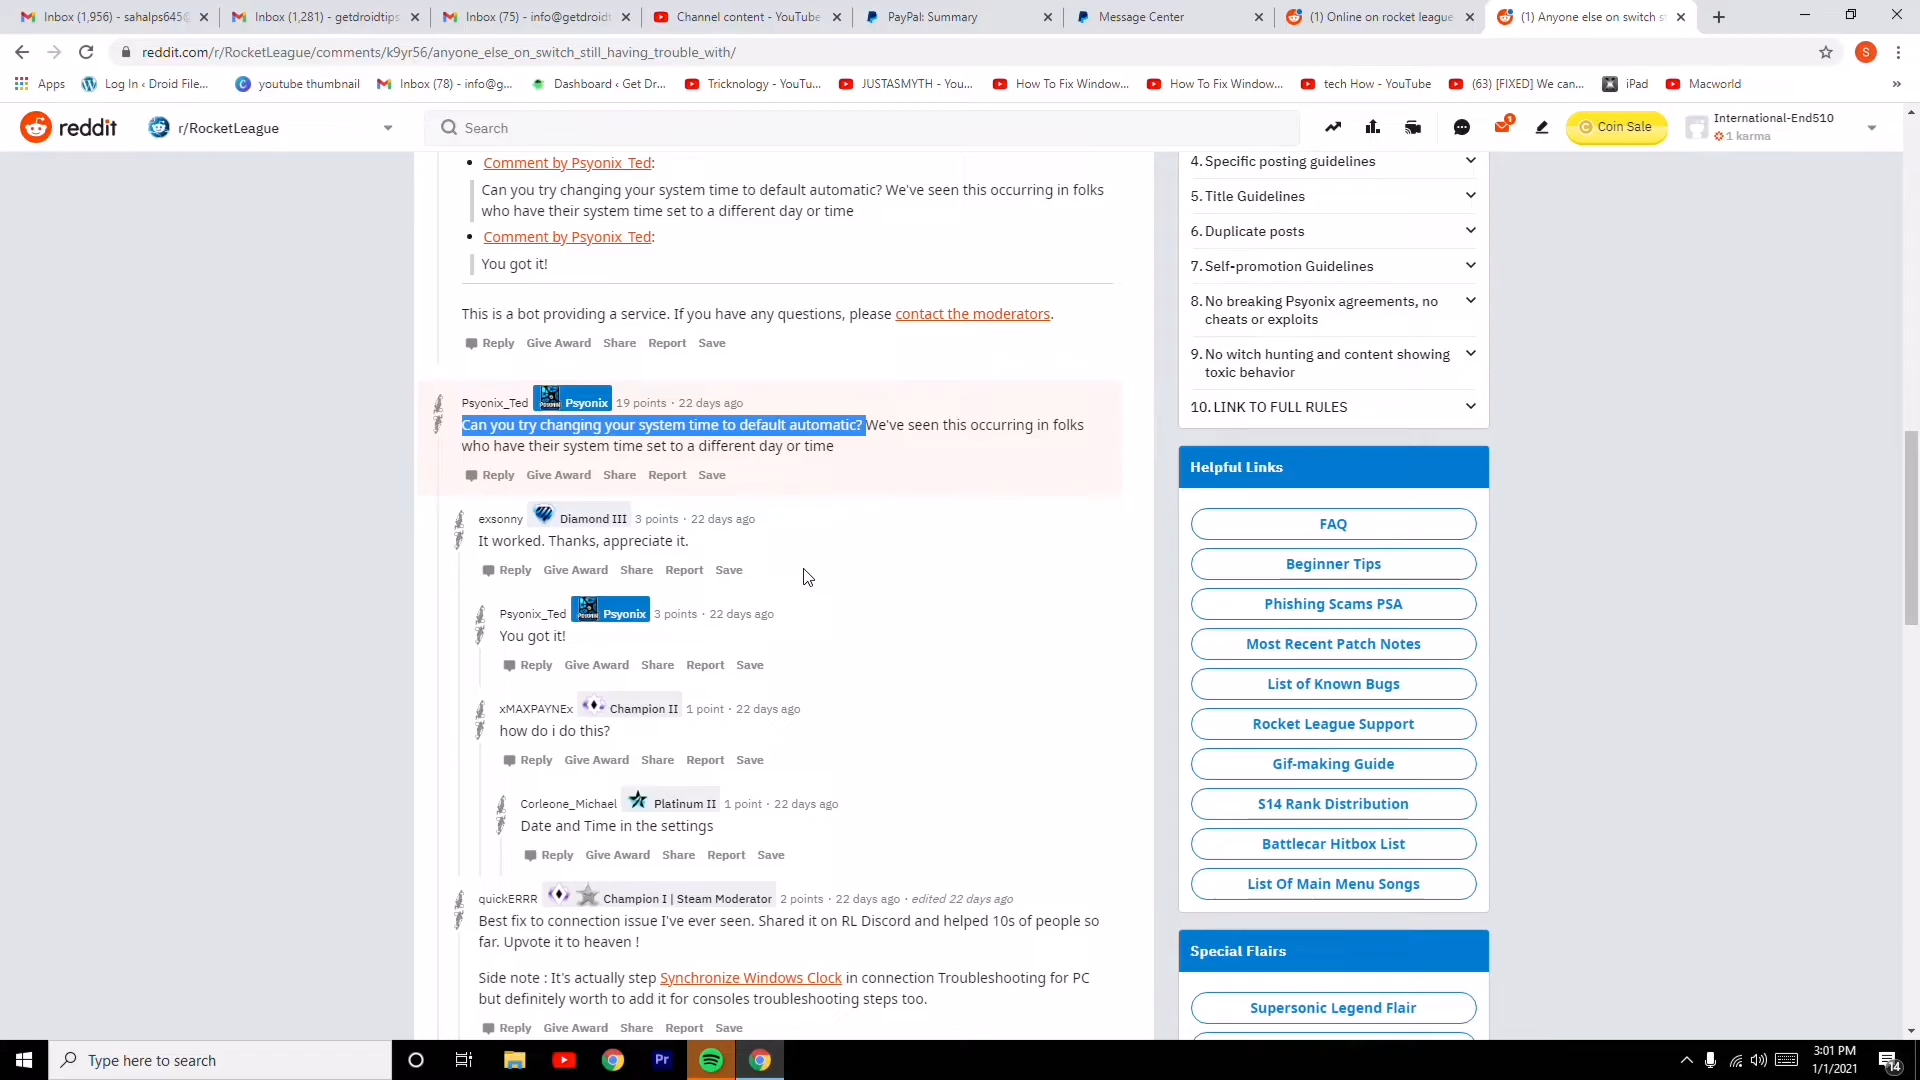 Inbox (1,956) - sahalps645@
Inbox (1,281) - getdroidtips
Inbox (75) - info@getdroidt
Channel content - YouTube
PayPal: Summary
Message Center
(1) Online on rocket league
(1) Anyone else on switch s
reddit.com/r/RocketLeague/comments/k9yr56/anyone_else_on_switch_still_having_trouble_with/
S
Apps
Log In ‹ Droid File...
youtube thumbnail
Inbox (78) - info@g...
Dashboard ‹ Get Dr...
Tricknology - YouTu...
JUSTASMYTH - You...
How To Fix Window...
How To Fix Window...
tech How - YouTube
(63) [FIXED] We can...
iPad
Macworld
»
reddit
r/RocketLeague
Search
1
Coin Sale
International-End510
1 karma
Comment by Psyonix_Ted:
Can you try changing your system time to default automatic? We've seen this occurring in folks
who have their system time set to a different day or time
Comment by Psyonix_Ted:
You got it!
This is a bot providing a service. If you have any questions, please contact the moderators.
Reply Give Award Share Report Save
Psyonix_Ted Psyonix 19 points · 22 days ago
Can you try changing your system time to default automatic? We've seen this occurring in folks
who have their system time set to a different day or time
Reply Give Award Share Report Save
exsonny Diamond III 3 points · 22 days ago
It worked. Thanks, appreciate it.
Reply Give Award Share Report Save
Psyonix_Ted Psyonix 3 points · 22 days ago
You got it!
Reply Give Award Share Report Save
xMAXPAYNEx Champion II 1 point · 22 days ago
how do i do this?
Reply Give Award Share Report Save
Corleone_Michael Platinum II 1 point · 22 days ago
Date and Time in the settings
Reply Give Award Share Report Save
quickERRR Champion I | Steam Moderator 2 points · 22 days ago · edited 22 days ago
Best fix to connection issue I've ever seen. Shared it on RL Discord and helped 10s of people so
far. Upvote it to heaven !
Side note : It's actually step Synchronize Windows Clock in connection Troubleshooting for PC
but definitely worth to add it for consoles troubleshooting steps too.
Reply Give Award Share Report Save
4. Specific posting guidelines
5. Title Guidelines
6. Duplicate posts
7. Self-promotion Guidelines
8. No breaking Psyonix agreements, no
cheats or exploits
9. No witch hunting and content showing
toxic behavior
10. LINK TO FULL RULES
Helpful Links
FAQ
Beginner Tips
Phishing Scams PSA
Most Recent Patch Notes
List of Known Bugs
Rocket League Support
Gif-making Guide
S14 Rank Distribution
Battlecar Hitbox List
List Of Main Menu Songs
Special Flairs
Supersonic Legend Flair
Type here to search
Pr
3:01 PM
1/1/2021
14